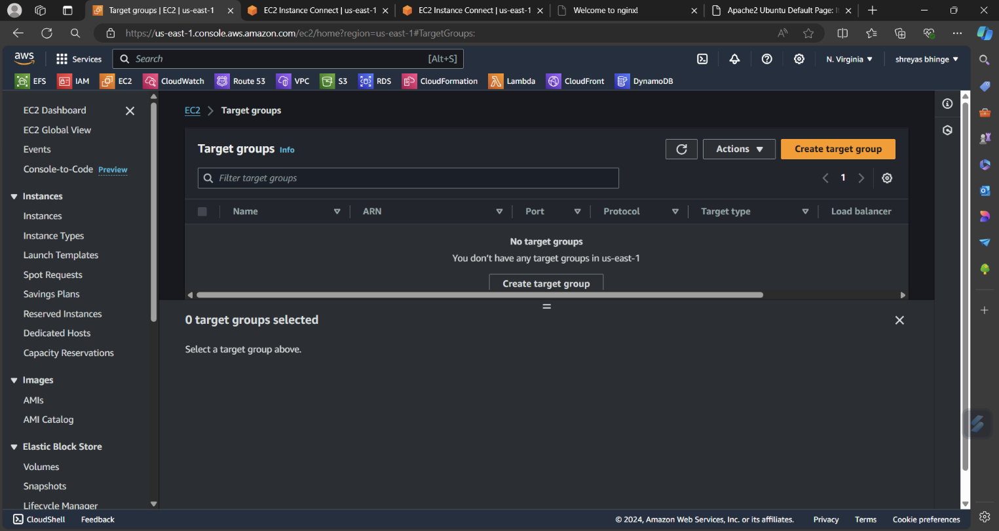 Target groups | EC2 | us-east-1
EC2 Instance Connect | us-east-1
EC2 Instance Connect | us-east-1
Welcome to nginx!
Apache2 Ubuntu Default Page: I
https://us-east-1.console.aws.amazon.com/ec2/home?region=us-east-1#TargetGroups:
aws
Services
Search
[Alt+S]
N. Virginia
shreyas bhinge
EFS
IAM
EC2
CloudWatch
Route 53
VPC
S3
RDS
CloudFormation
Lambda
CloudFront
DynamoDB
EC2 Dashboard
EC2 Global View
Events
Console-to-Code Preview
Instances
Instances
Instance Types
Launch Templates
Spot Requests
Savings Plans
Reserved Instances
Dedicated Hosts
Capacity Reservations
Images
AMIs
AMI Catalog
Elastic Block Store
Volumes
Snapshots
Lifecycle Manager
EC2 > Target groups
Target groups Info
Actions
Create target group
Filter target groups
1
Name
ARN
Port
Protocol
Target type
Load balancer
No target groups
You don't have any target groups in us-east-1
Create target group
0 target groups selected
Select a target group above.
CloudShell
Feedback
© 2024, Amazon Web Services, Inc. or its affiliates.
Privacy
Terms
Cookie preferences